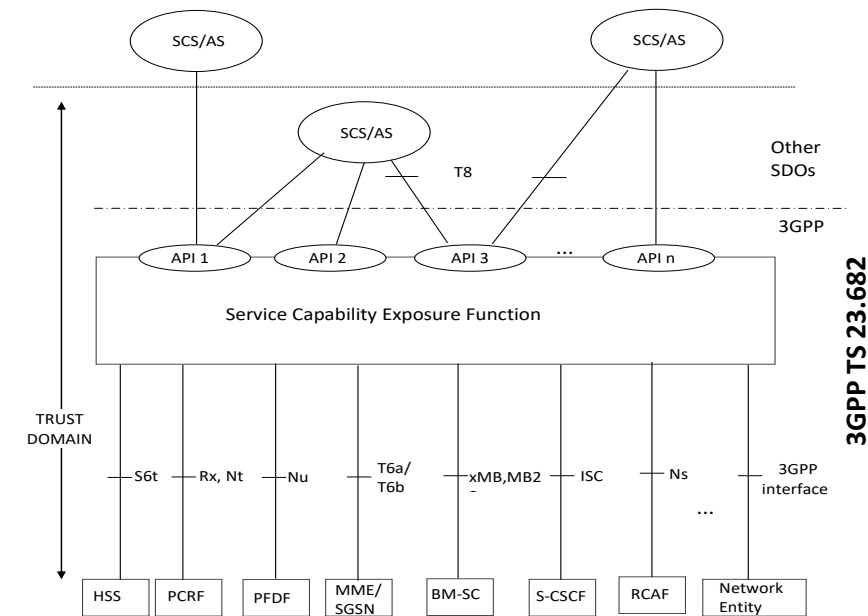 SCS/AS
SCS/AS
SCS/AS
T8
Other
SDOs
3GPP
API 1
API 2
API 3
...
API n
Service Capability Exposure Function
3GPP TS 23.682
TRUST
DOMAIN
S6t
Rx, Nt
Nu
T6a/
T6b
xMB,MB2
ISC
Ns
3GPP
interface
...
HSS
PCRF
PFDF
MME/
SGSN
BM-SC
S-CSCF
RCAF
Network
Entity